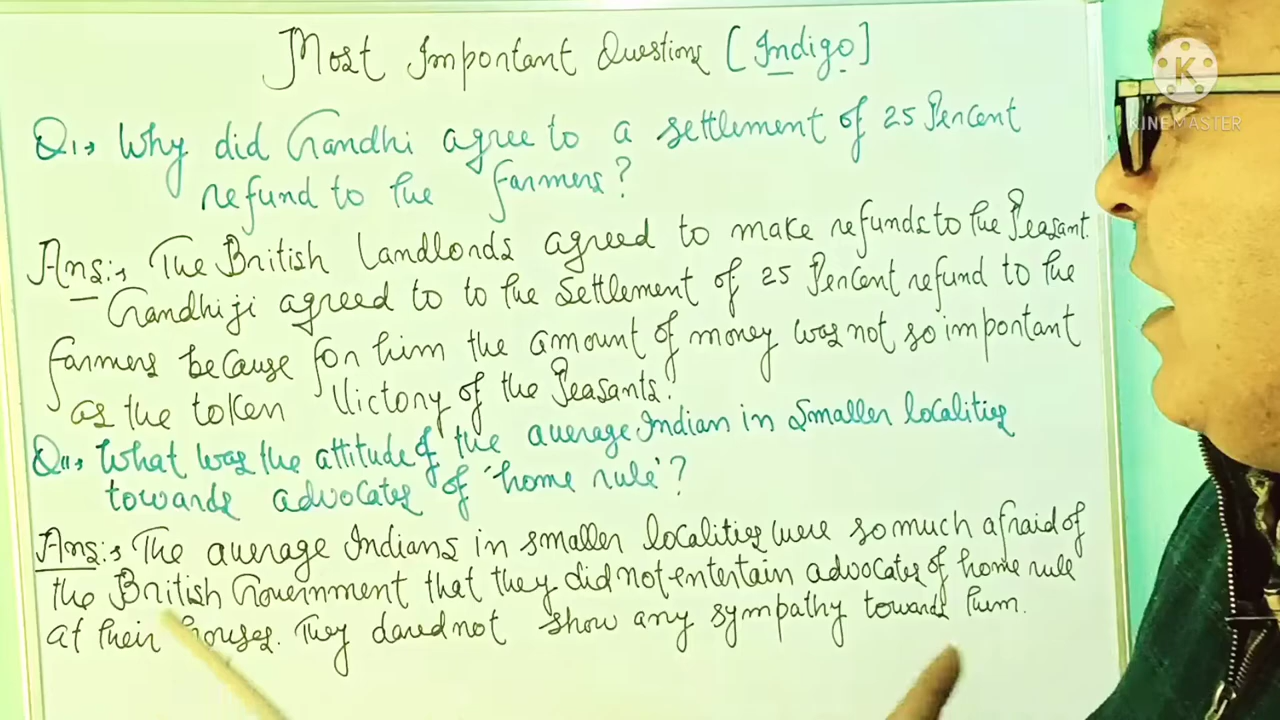 Most Important Questions [Indigo]
Q1→ Why did Gandhi agree to a settlement of 25 Percent
refund to the farmers?
Ans:→ The British Landlords agreed to make refunds to the Peasant.
Gandhiji agreed to to the Settlement of 25 Percent refund to the
farmers because for him the amount of money was not so important
as the token Victory of the Peasants.
Q11→ What was the attitude of the average Indian in Smaller localities
towards advocates of 'home rule'?
Ans:→ The average Indians in smaller localities were so much afraid of
the British Government that they did not entertain advocates of home rule
at their houses. They dared not show any sympathy towards them.
K
KINEMASTER